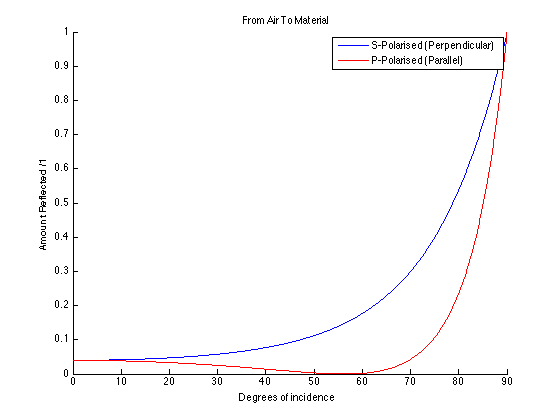 From Air To Material
S-Polarised (Perpendicular)
P-Polarised (Parallel)
1
0.9
0.8
0.7
0.6
0.5
0.4
0.3
0.2
0.1
0
Amount Reflected /1
0 10 20 30 40 50 60 70 80 90
Degrees of incidence